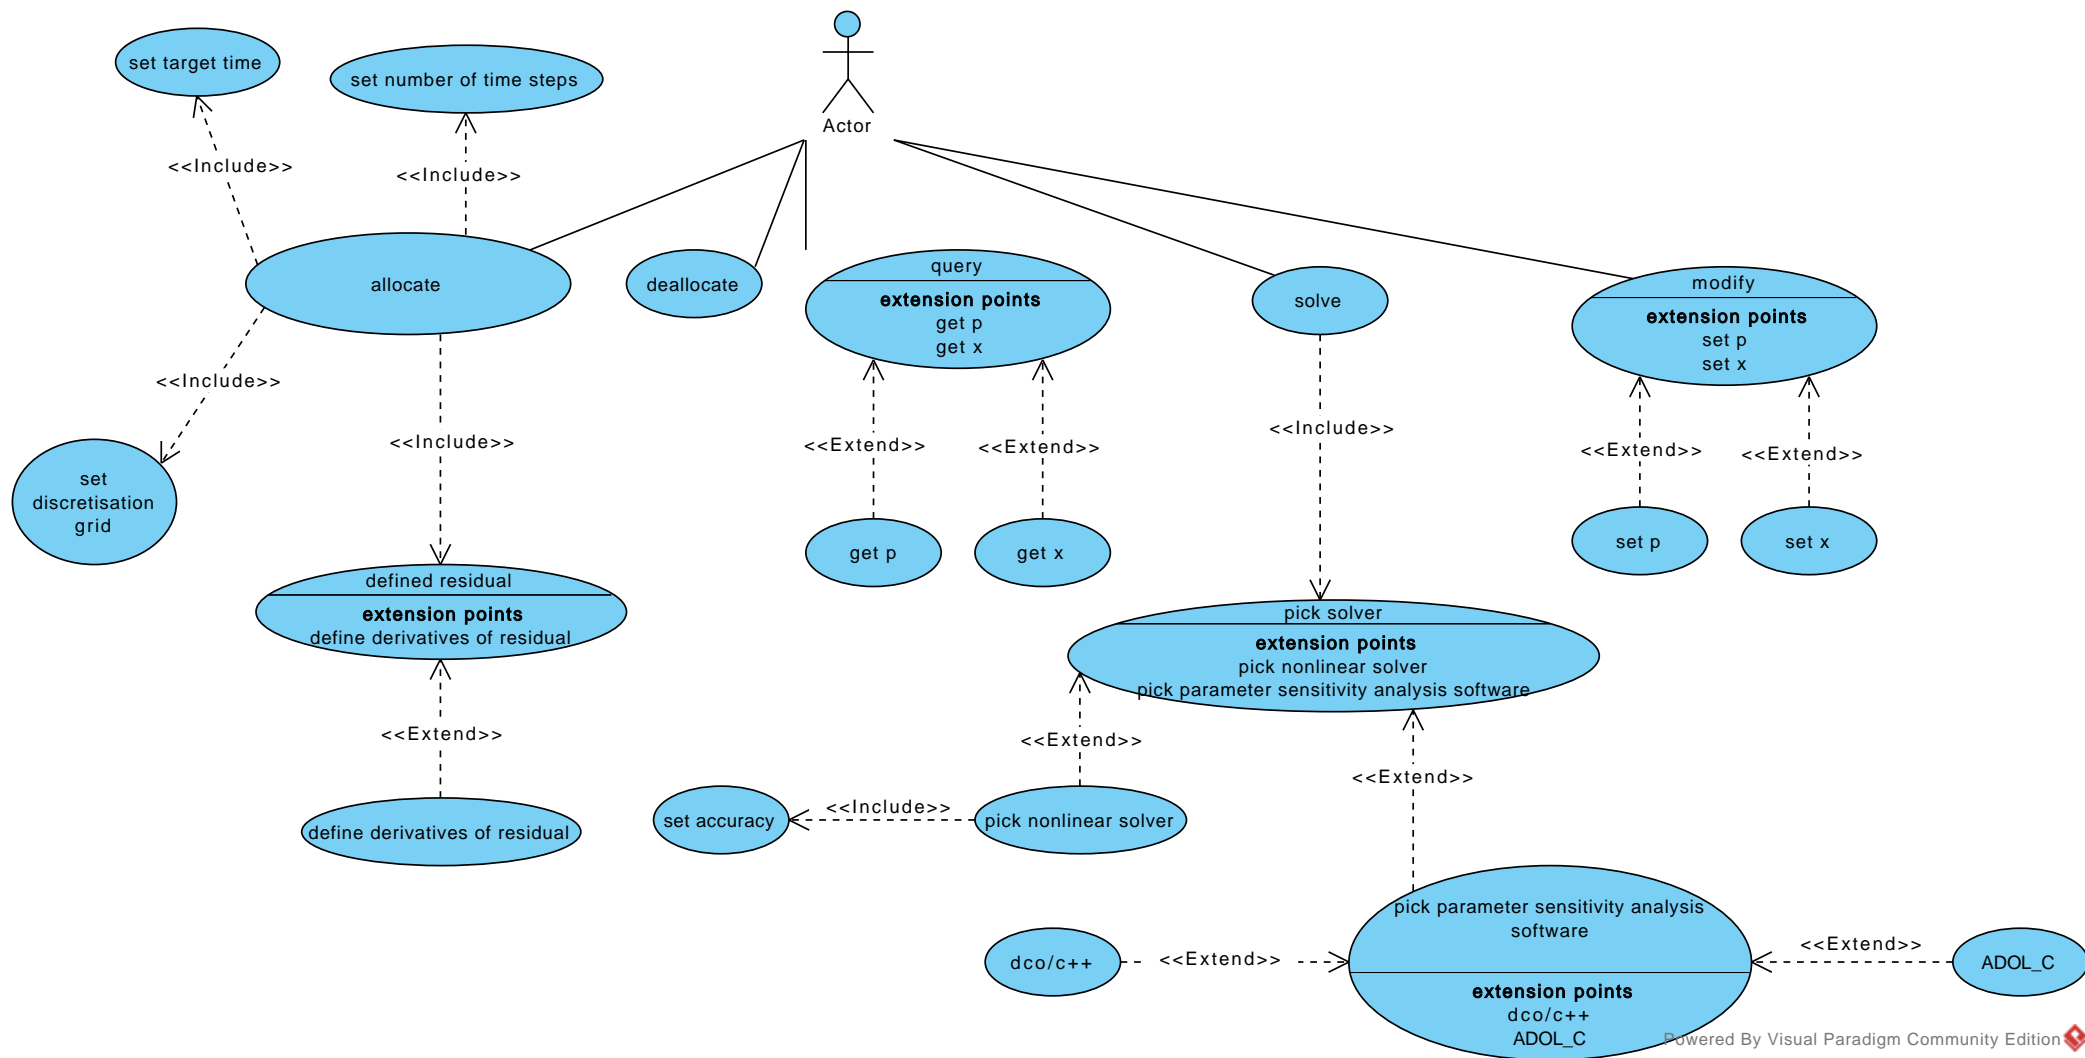 Actor
set target time
set number of time steps
<<Include>>
<<Include>>
allocate
deallocate
query
extension points
get p
get x
solve
modify
extension points
set p
set x
<<Include>>
<<Include>>
<<Extend>>
<<Extend>>
<<Include>>
<<Extend>>
<<Extend>>
set
discretisation
grid
get p
get x
set p
set x
defined residual
extension points
define derivatives of residual
pick solver
extension points
pick nonlinear solver
pick parameter sensitivity analysis software
<<Extend>>
<<Extend>>
<<Extend>>
define derivatives of residual
set accuracy
<<Include>>
pick nonlinear solver
pick parameter sensitivity analysis
software
extension points
dco/c++
ADOL_C
dco/c++
<<Extend>>
<<Extend>>
ADOL_C
Powered By Visual Paradigm Community Edition